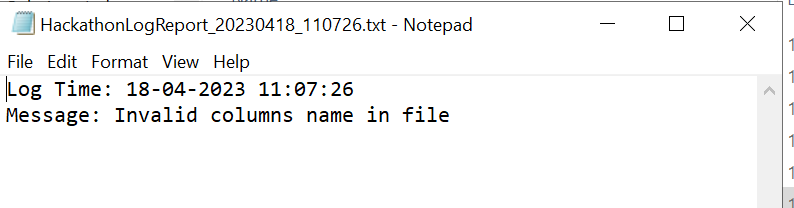 HackathonLogReport_20230418_110726.txt - Notepad
File Edit Format View Help
Log Time: 18-04-2023 11:07:26
Message: Invalid columns name in file